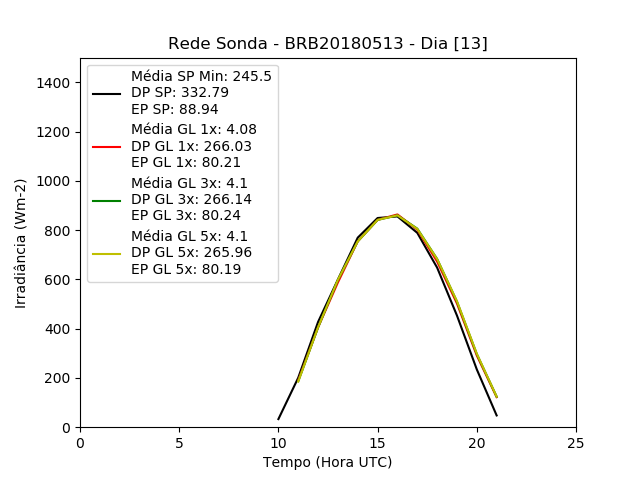 Rede Sonda - BRB20180513 - Dia [13]
Irradiância (Wm-2)
1400
1200
1000
800
600
400
200
0
Média SP Min: 245.5
DP SP: 332.79
EP SP: 88.94
Média GL 1x: 4.08
DP GL 1x: 266.03
EP GL 1x: 80.21
Média GL 3x: 4.1
DP GL 3x: 266.14
EP GL 3x: 80.24
Média GL 5x: 4.1
DP GL 5x: 265.96
EP GL 5x: 80.19
0 5 10 15 20 25
Tempo (Hora UTC)